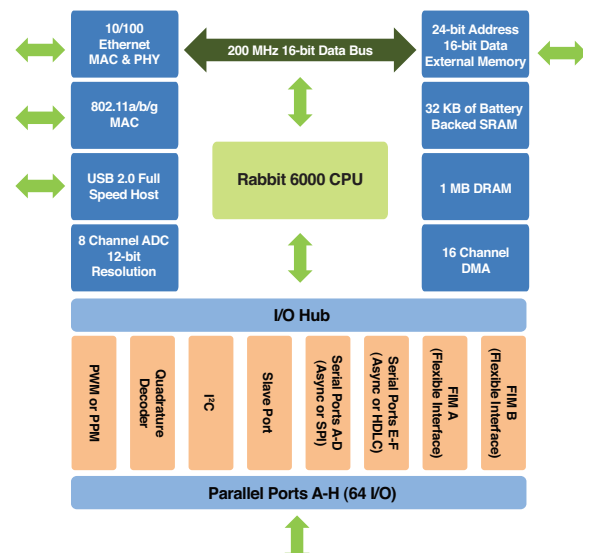 10/100
Ethernet
MAC & PHY
200 MHz 16-bit Data Bus
24-bit Address
16-bit Data
External Memory
802.11a/b/g
MAC
32 KB of Battery
Backed SRAM
Rabbit 6000 CPU
USB 2.0 Full
Speed Host
1 MB DRAM
8 Channel ADC
12-bit
Resolution
16 Channel
DMA
I/O Hub
PWM or PPM
Quadrature
Decoder
I²C
Slave Port
Serial Ports A-D
(Async or SPI)
Serial Ports E-F
(Async or HDLC)
FIM A
(Flexible Interface)
FIM B
(Flexible Interface)
Parallel Ports A-H (64 I/O)